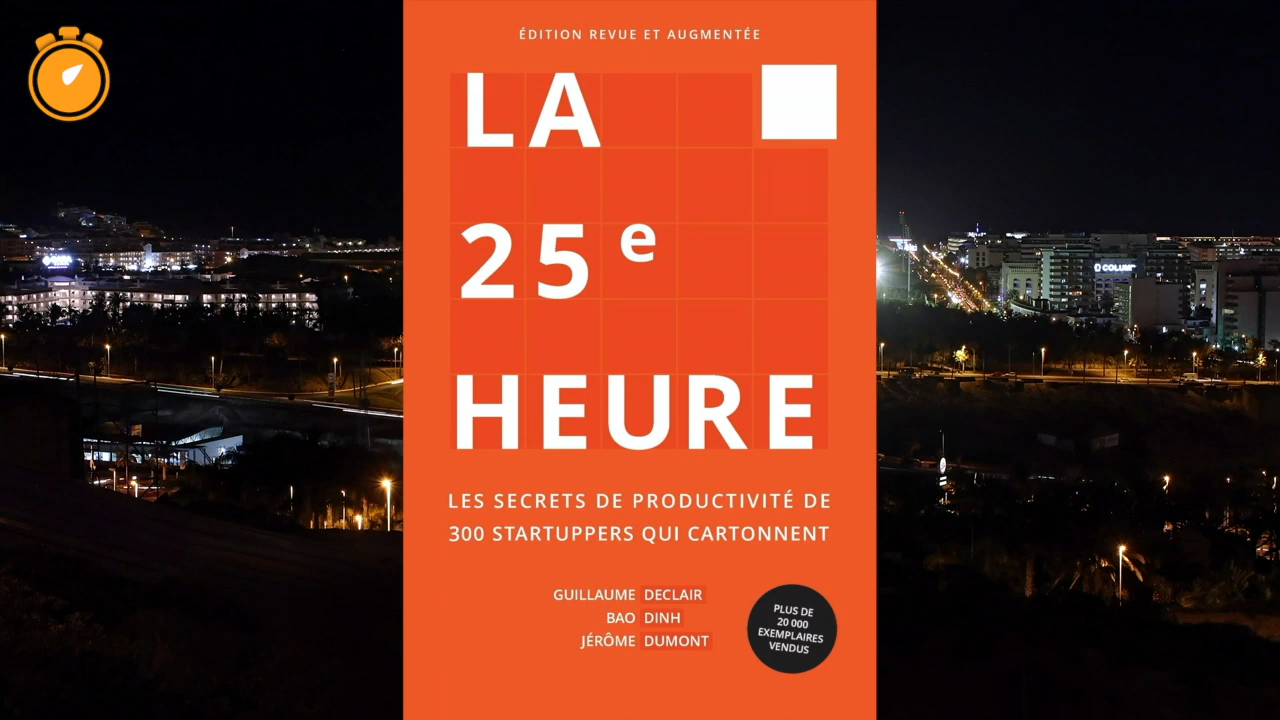 ÉDITION REVUE ET AUGMENTÉE
LA
25e
HEURE
LES SECRETS DE PRODUCTIVITÉ DE
300 STARTUPPERS QUI CARTONNENT
GUILLAUME DECLAIR
BAO DINH
JÉRÔME DUMONT
PLUS DE
20 000
EXEMPLAIRES
VENDUS